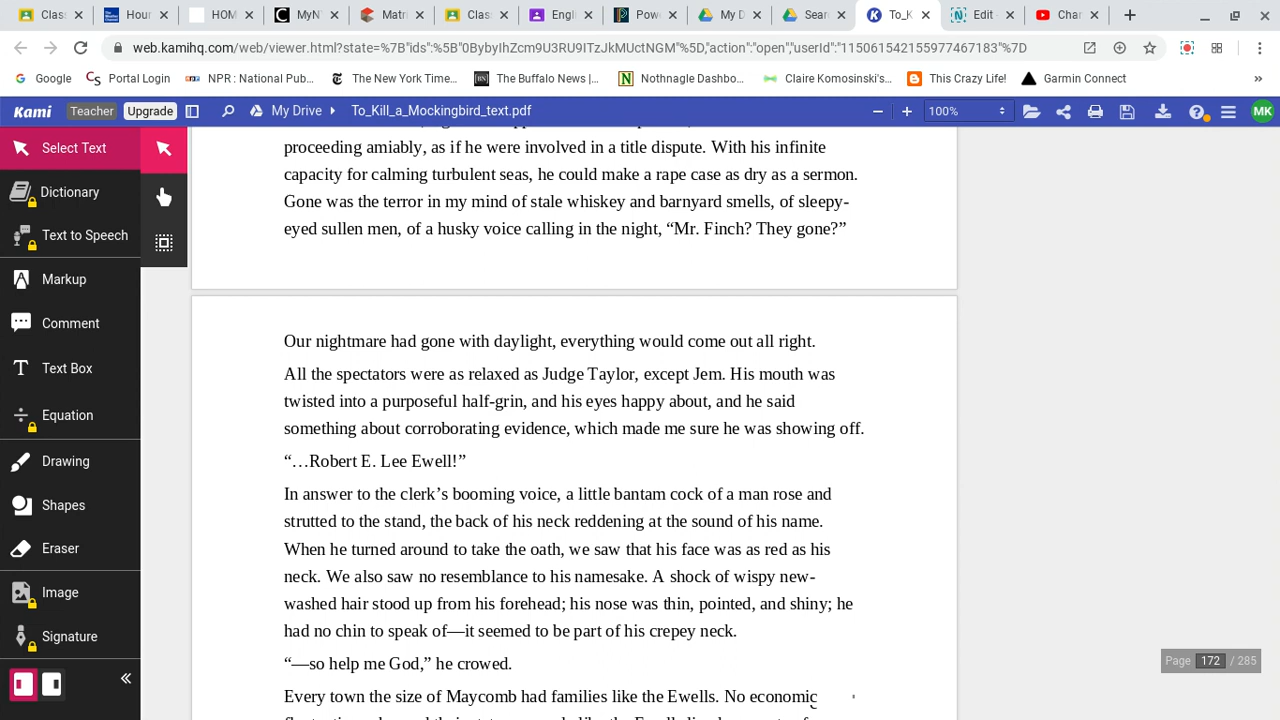 Class
Hour
HOM
MyN
Matri
Class
Engli
Powe
My D
Sear
To_K
Edit -
Char
web.kamihq.com/web/viewer.html?state=%7B"ids":%5B"0BybyIhZcm9U3RU9ITzJkMUctNGM"%5D,"action":"open","userId":"115061542155977467183"%7D
Google
Portal Login
NPR : National Pub...
The New York Time...
The Buffalo News |...
Nothnagle Dashbo...
Claire Komosinski's...
This Crazy Life!
Garmin Connect
»
Kami Teacher Upgrade My Drive To_Kill_a_Mockingbird_text.pdf 100% MK
Select Text
Dictionary
Text to Speech
Markup
Comment
Text Box
Equation
Drawing
Shapes
Eraser
Image
Signature
proceeding amiably, as if he were involved in a title dispute. With his infinite
capacity for calming turbulent seas, he could make a rape case as dry as a sermon.
Gone was the terror in my mind of stale whiskey and barnyard smells, of sleepy-
eyed sullen men, of a husky voice calling in the night, “Mr. Finch? They gone?”
Our nightmare had gone with daylight, everything would come out all right.
All the spectators were as relaxed as Judge Taylor, except Jem. His mouth was
twisted into a purposeful half-grin, and his eyes happy about, and he said
something about corroborating evidence, which made me sure he was showing off.
“…Robert E. Lee Ewell!”
In answer to the clerk’s booming voice, a little bantam cock of a man rose and
strutted to the stand, the back of his neck reddening at the sound of his name.
When he turned around to take the oath, we saw that his face was as red as his
neck. We also saw no resemblance to his namesake. A shock of wispy new-
washed hair stood up from his forehead; his nose was thin, pointed, and shiny; he
had no chin to speak of—it seemed to be part of his crepey neck.
“—so help me God,” he crowed.
Every town the size of Maycomb had families like the Ewells. No economic
Page 172 / 285